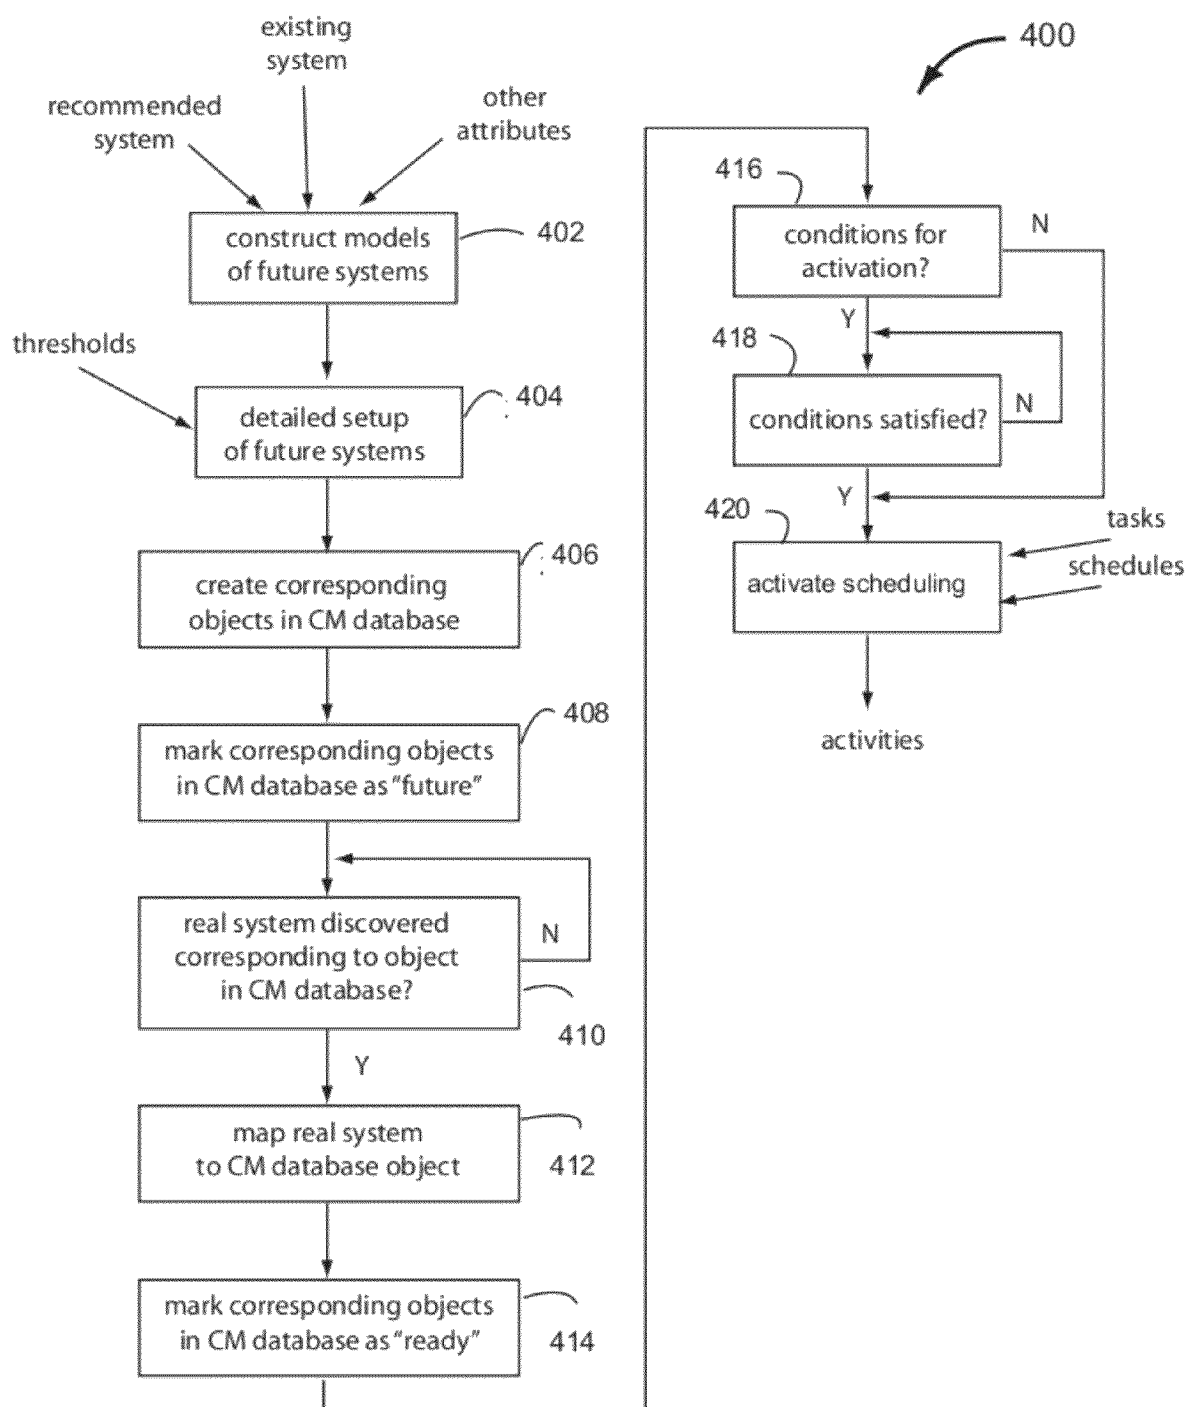 existing
system
recommended
system
other
attributes
construct models
of future systems
402
thresholds
detailed setup
of future systems
404
create corresponding
objects in CM database
406
mark corresponding objects
in CM database as "future"
408
real system discovered
corresponding to object
in CM database?
N
410
Y
map real system
to CM database object
412
mark corresponding objects
in CM database as "ready"
414
400
416
conditions for
activation?
N
Y
418
conditions satisfied?
N
Y
420
tasks
schedules
activate scheduling
activities